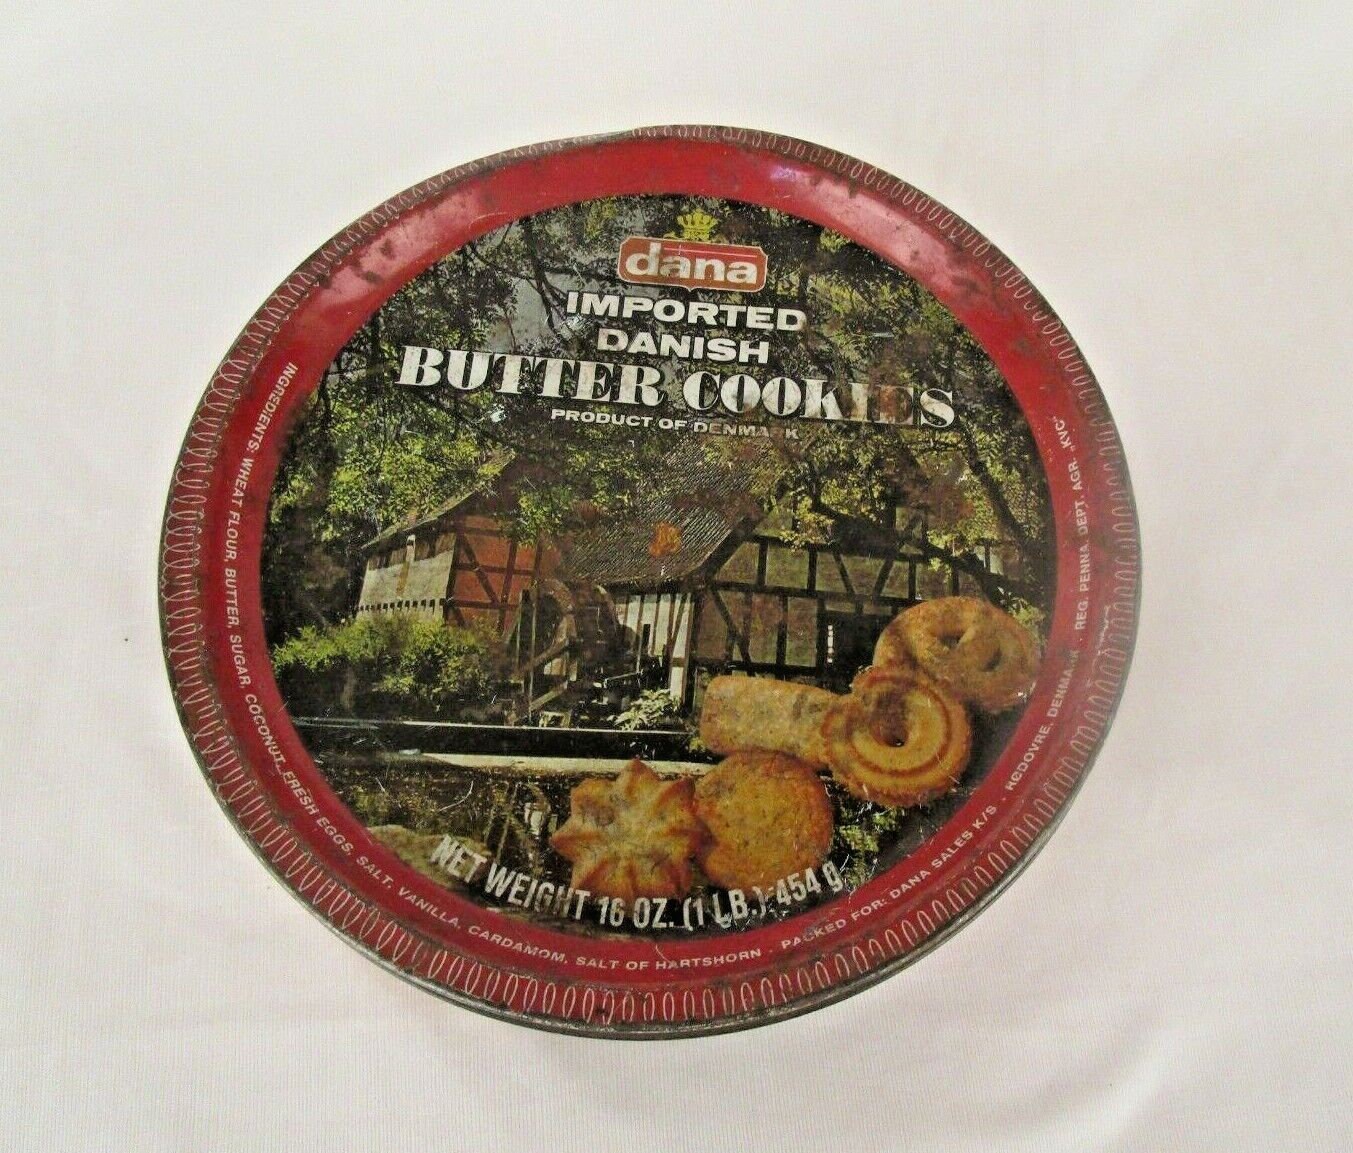 dana
IMPORTED
DANISH
BUTTER COOKIES
PRODUCT OF DENMARK
NET WEIGHT 16 OZ. (1 LB.) 454 g
INGREDIENTS: WHEAT FLOUR, BUTTER, SUGAR, COCONUT, FRESH EGGS, SALT, VANILLA, CARDAMOM, SALT OF HARTSHORN · PACKED FOR: DANA SALES K/S · RØDOVRE, DENMARK · REG. PENNA. DEPT. AGR. "KVG"